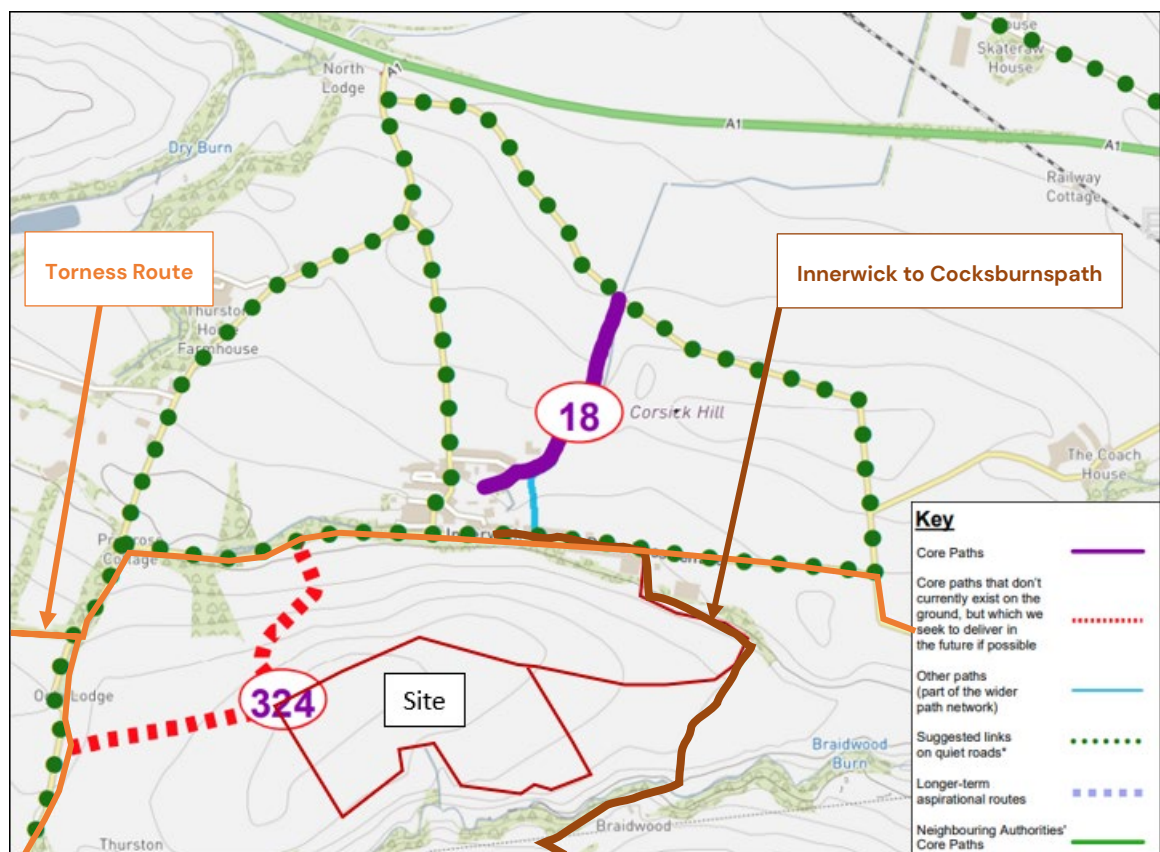 A1
North
Lodge
Dry Burn
use
Skateraw
House
A1
A1
Railway
Cottage
Torness Route
Innerwick to Cocksburnspath
Thurston
Farmhouse
18
Corsick Hill
The Coach
House
Cottage
324
Lodge
Site
Braidwood
Burn
Braidwood
Thurston
Key
Core Paths
Core paths that don't
currently exist on the
ground, but which we
seek to deliver in
the future if possible
Other paths
(part of the wider
path network)
Suggested links
on quiet roads*
Longer-term
aspirational routes
Neighbouring Authorities'
Core Paths